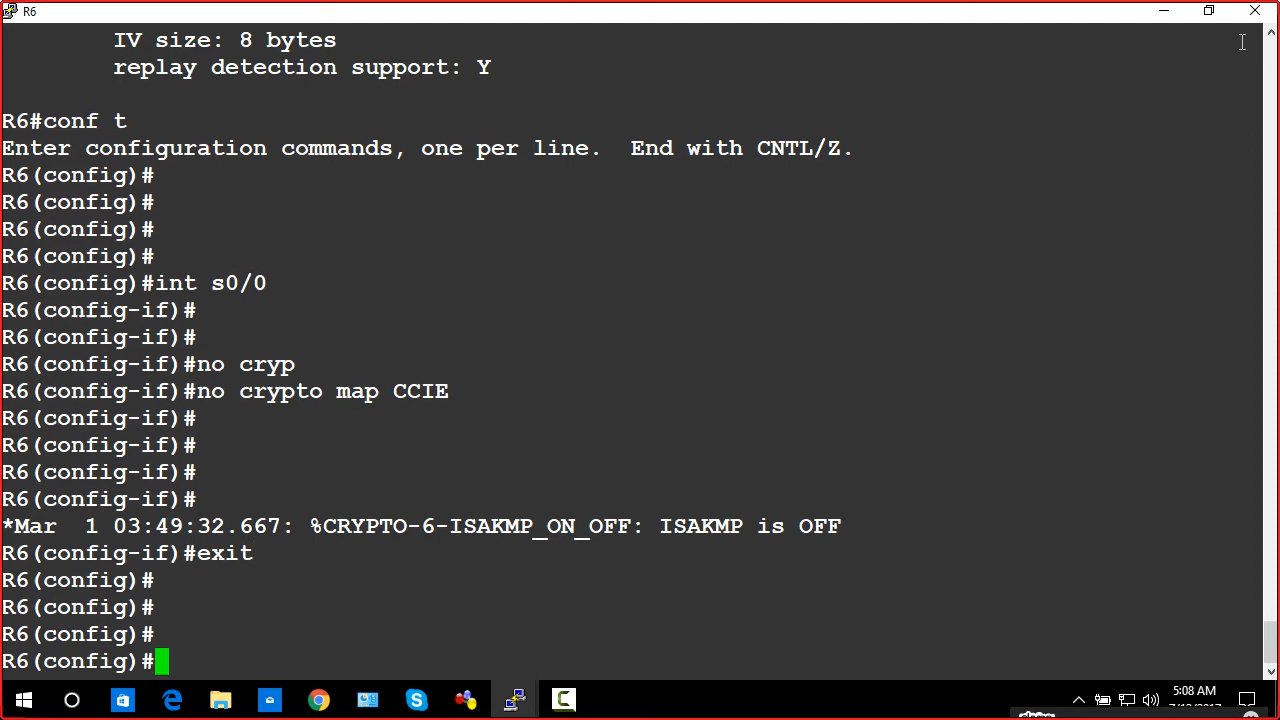 R6
IV size: 8 bytes
replay detection support: Y
R6#conf t
Enter configuration commands, one per line.  End with CNTL/Z.
R6(config)#
R6(config)#
R6(config)#
R6(config)#
R6(config)#int s0/0
R6(config-if)#
R6(config-if)#
R6(config-if)#no cryp
R6(config-if)#no crypto map CCIE
R6(config-if)#
R6(config-if)#
R6(config-if)#
R6(config-if)#
*Mar  1 03:49:32.667: %CRYPTO-6-ISAKMP_ON_OFF: ISAKMP is OFF
R6(config-if)#exit
R6(config)#
R6(config)#
R6(config)#
R6(config)#
5:08 AM